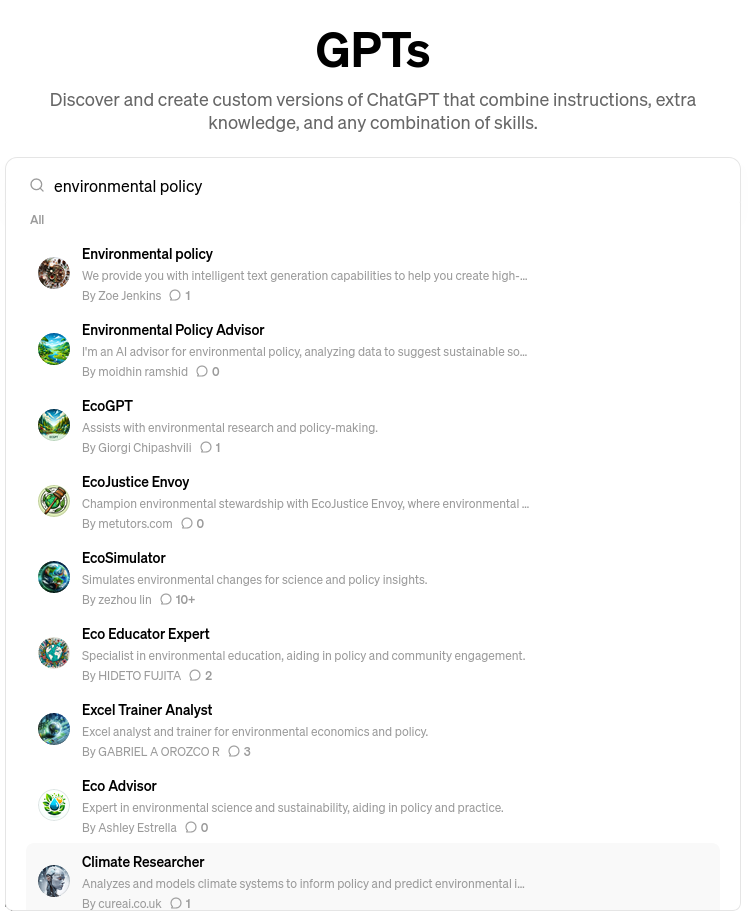 GPTs
Discover and create custom versions of ChatGPT that combine instructions, extra
knowledge, and any combination of skills.
environmental policy
All
Environmental policy
We provide you with intelligent text generation capabilities to help you create high-...
By Zoe Jenkins 1
Environmental Policy Advisor
I'm an AI advisor for environmental policy, analyzing data to suggest sustainable so...
By moidhin ramshid 0
EcoGPT
Assists with environmental research and policy-making.
By Giorgi Chipashvili 1
EcoJustice Envoy
Champion environmental stewardship with EcoJustice Envoy, where environmental ...
By metutors.com 0
EcoSimulator
Simulates environmental changes for science and policy insights.
By zezhou lin 10+
Eco Educator Expert
Specialist in environmental education, aiding in policy and community engagement.
By HIDETO FUJITA 2
Excel Trainer Analyst
Excel analyst and trainer for environmental economics and policy.
By GABRIEL A OROZCO R 3
Eco Advisor
Expert in environmental science and sustainability, aiding in policy and practice.
By Ashley Estrella 0
Climate Researcher
Analyzes and models climate systems to inform policy and predict environmental i...
By cureai.co.uk 1